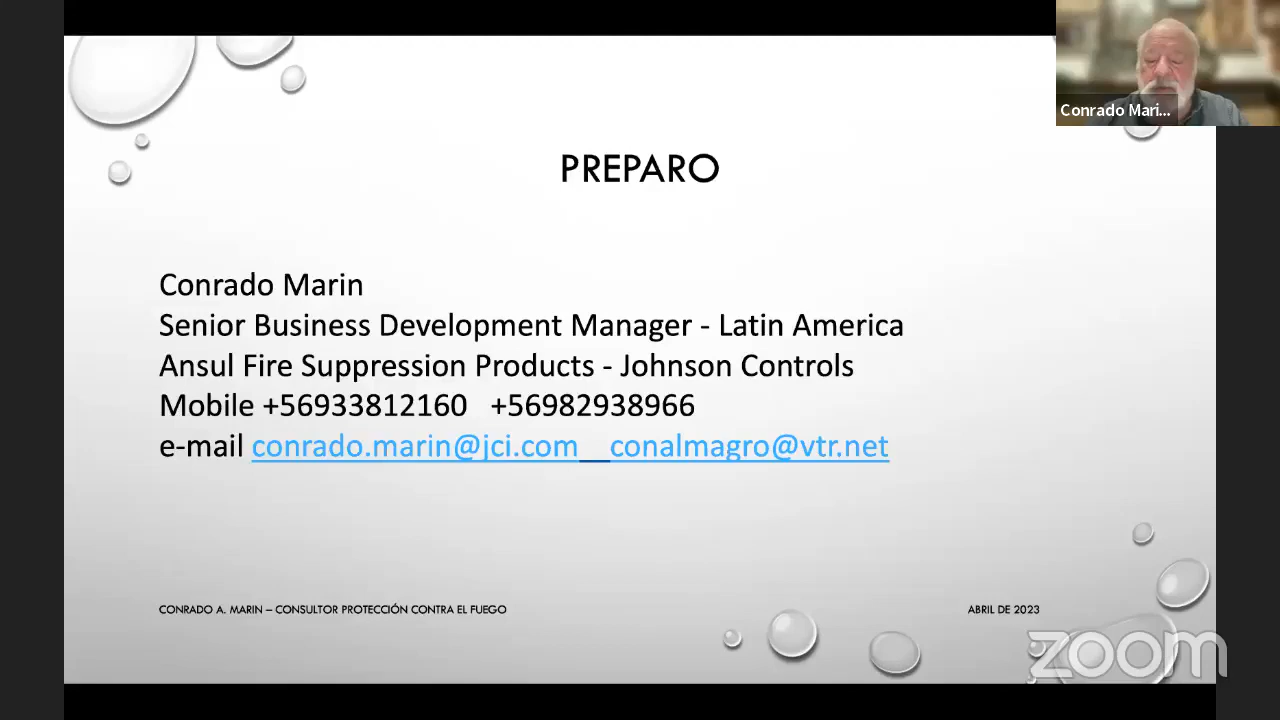 Conrado Mari...
PREPARO
Conrado Marin
Senior Business Development Manager - Latin America
Ansul Fire Suppression Products - Johnson Controls
Mobile +56933812160 +56982938966
e-mail conrado.marin@jci.com conalmagro@vtr.net
CONRADO A. MARIN – CONSULTOR PROTECCIÓN CONTRA EL FUEGO
ABRIL DE 2023
zoom